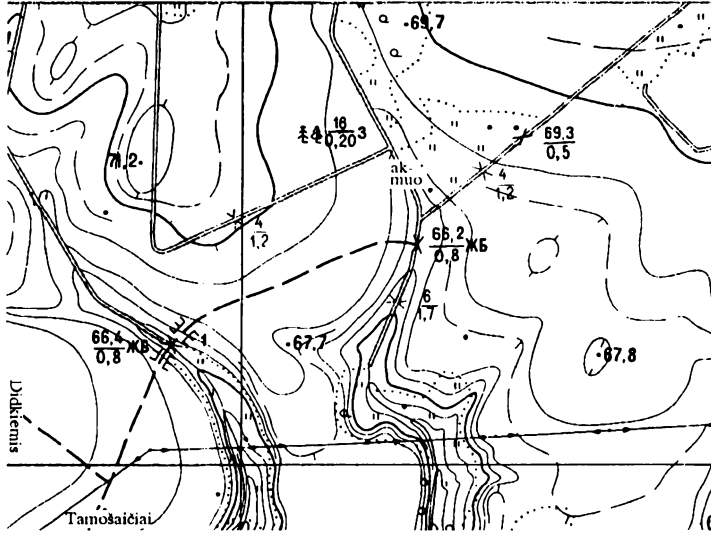 69,7
16
0,20 3
69,3
0,5
71,2
ak-
muo
4
1,2
4
1,2
66,2
0,8 ЖБ
6
1,7
66,4
0,8 ЖБ
1
67,7
67,8
Didkiemis
Tamošaičiai